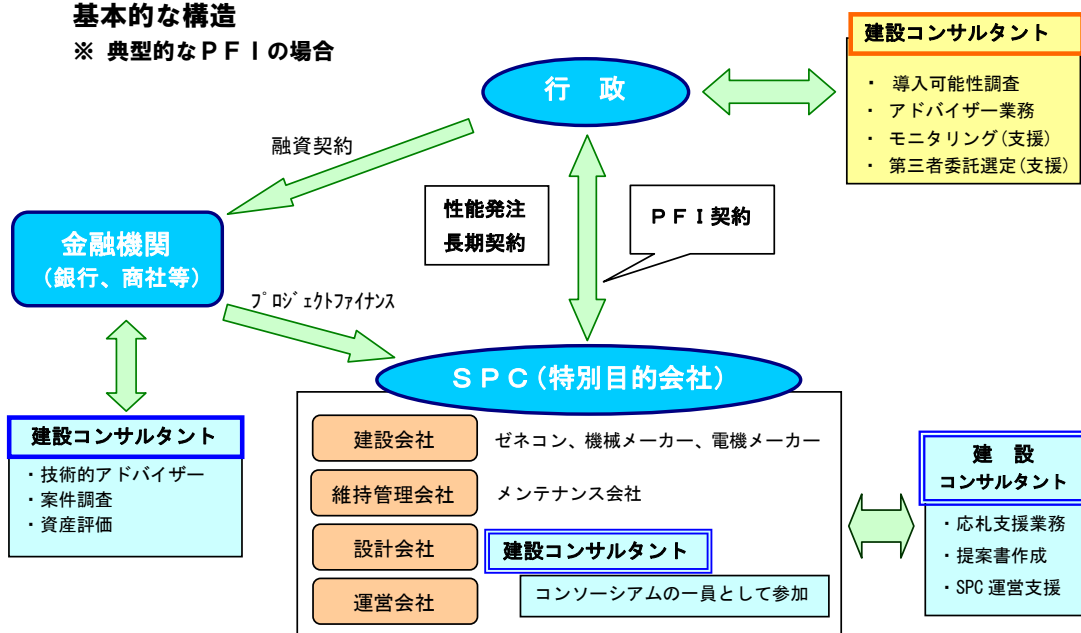 基本的な構造
※ 典型的なＰＦＩの場合
行 政
建設コンサルタント
・ 導入可能性調査
・ アドバイザー業務
・ モニタリング(支援)
・ 第三者委託選定(支援)
融資契約
性能発注
長期契約
ＰＦＩ契約
金融機関
（銀行、商社等）
ﾌﾟﾛｼﾞｪｸﾄﾌｧｲﾅﾝｽ
ＳＰＣ(特別目的会社)
建設コンサルタント
・技術的アドバイザー
・案件調査
・資産評価
建設会社 ゼネコン、機械メーカー、電機メーカー
維持管理会社 メンテナンス会社
設計会社 建設コンサルタント
コンソーシアムの一員として参加
運営会社
建 設
コンサルタント
・応札支援業務
・提案書作成
・SPC 運営支援